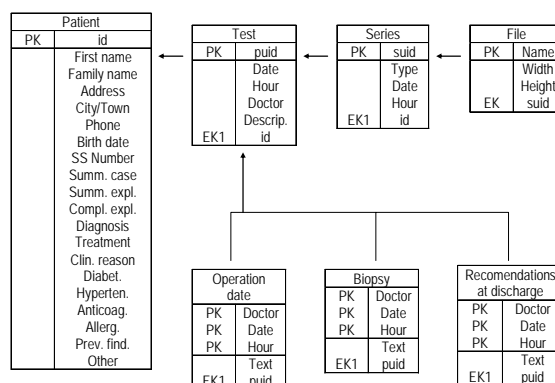 Patient
PK id
First name
Family name
Address
City/Town
Phone
Birth date
SS Number
Summ. case
Summ. expl.
Compl. expl.
Diagnosis
Treatment
Clin. reason
Diabet.
Hyperten.
Anticoag.
Allerg.
Prev. find.
Other
Test
PK puid
Date
Hour
Doctor
Descrip.
EK1 id
Series
PK suid
Type
Date
Hour
EK1 id
File
PK Name
Width
Height
EK suid
Operation
date
PK Doctor
PK Date
PK Hour
Text
EK1 puid
Biopsy
PK Doctor
PK Date
PK Hour
Text
EK1 puid
Recomendations
at discharge
PK Doctor
PK Date
PK Hour
Text
EK1 puid